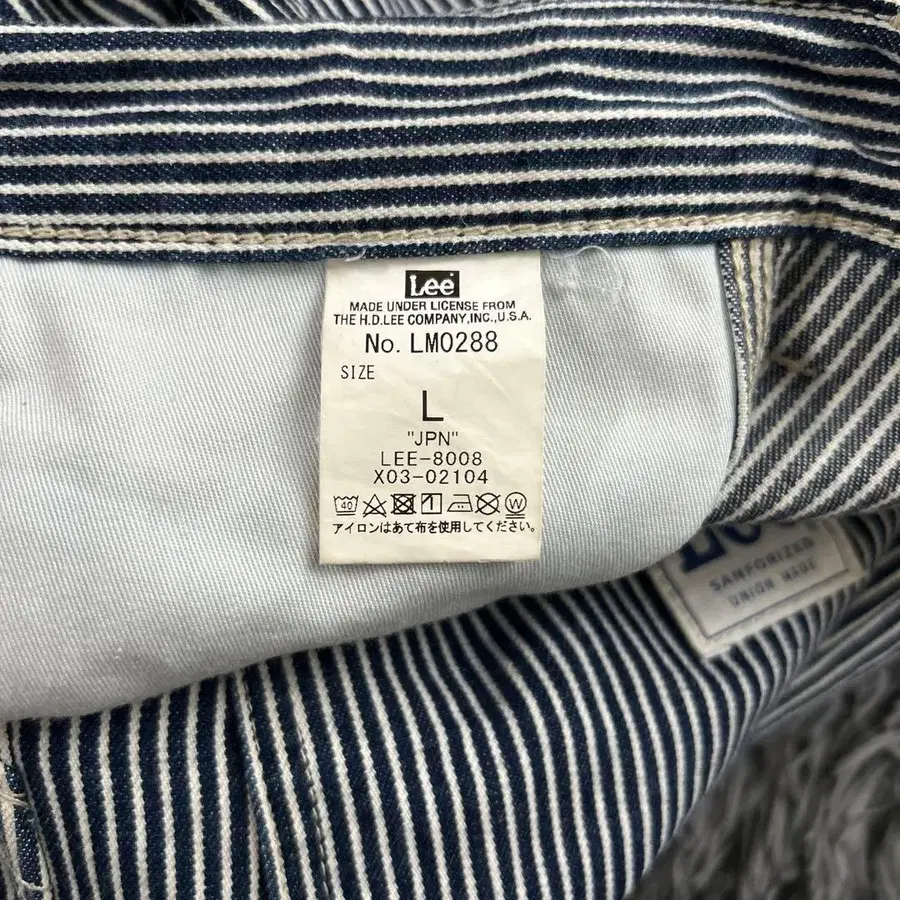 Lee
MADE UNDER LICENSE FROM
THE H.D.LEE COMPANY,INC.,U.S.A.
No. LM0288
SIZE
L
"JPN"
LEE-8008
X03-02104
40 W
アイロンはあて布を使用してください。
SANFORIZED
UNION MADE